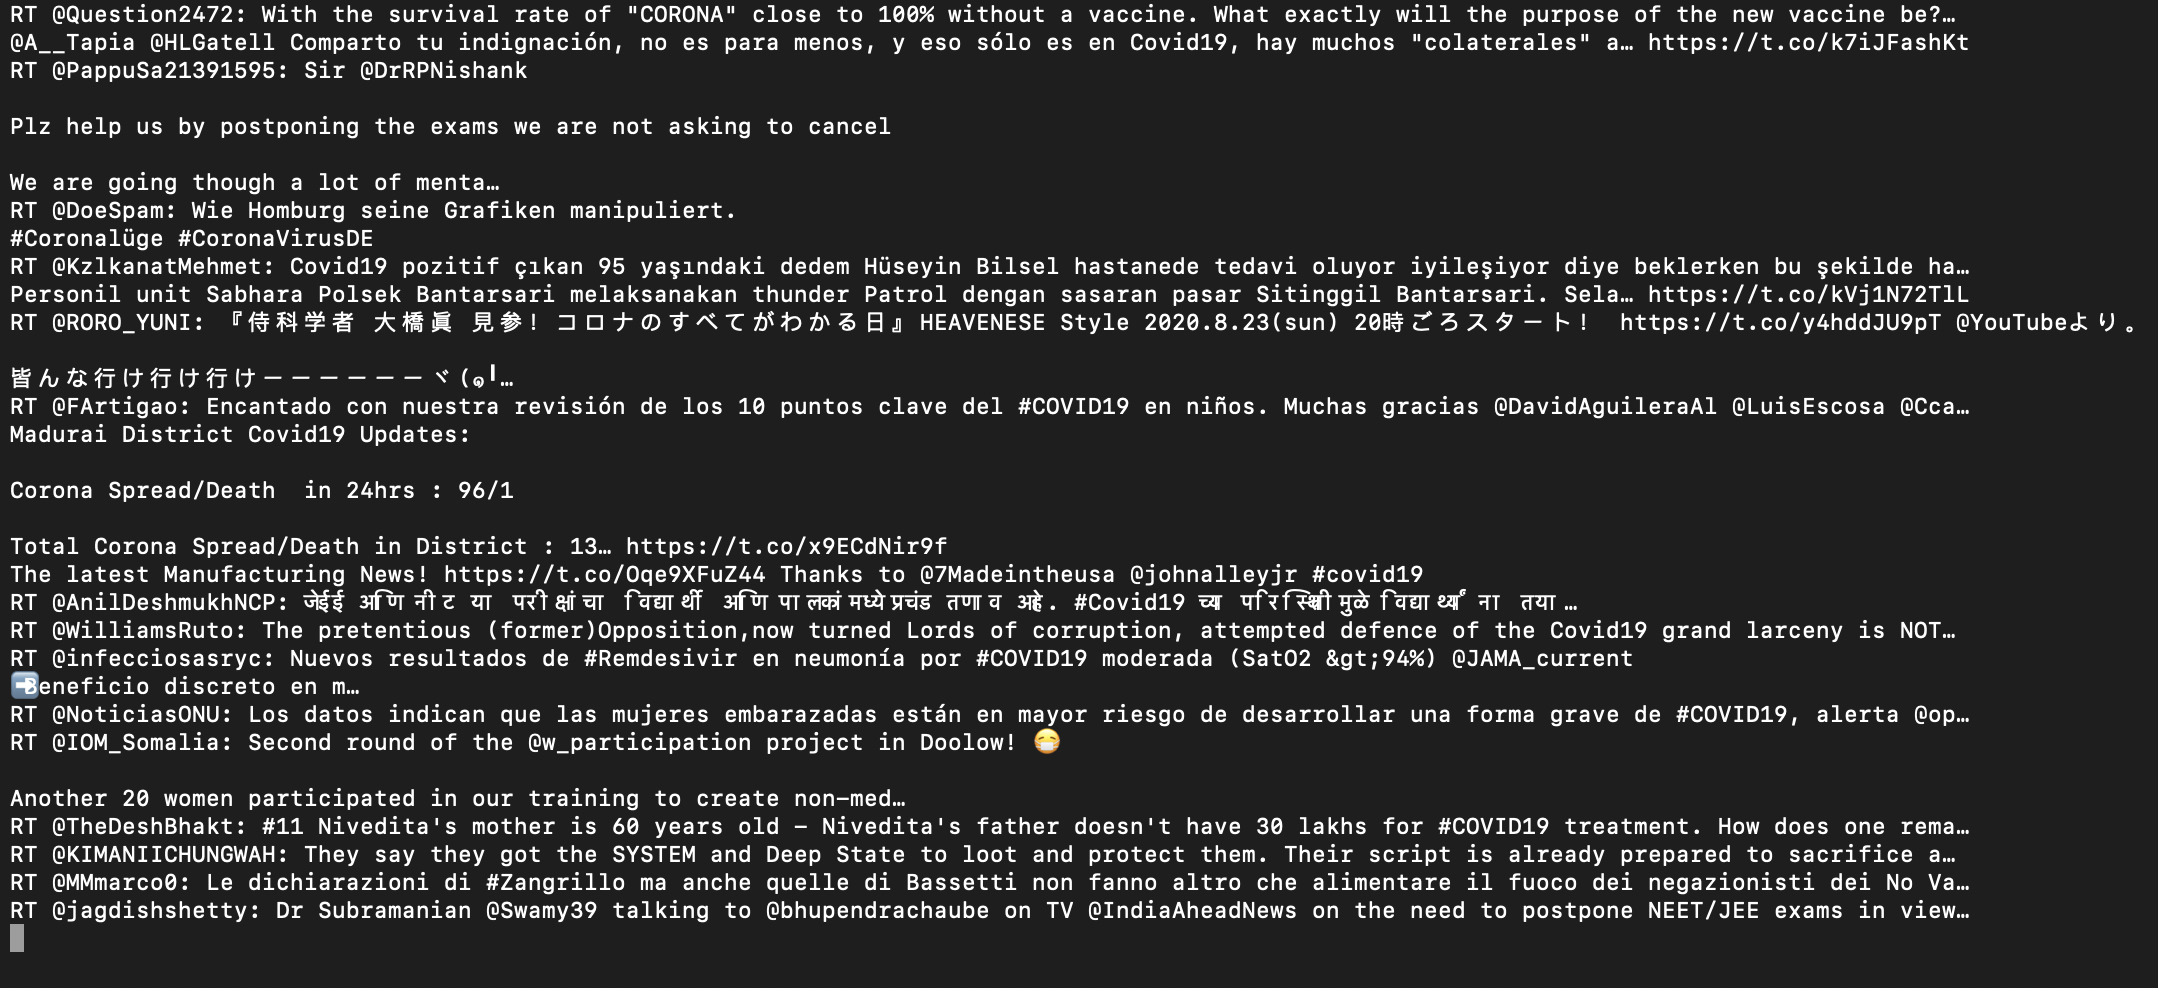 RT @Question2472: With the survival rate of "CORONA" close to 100% without a vaccine. What exactly will the purpose of the new vaccine be?…
@A__Tapia @HLGatell Comparto tu indignación, no es para menos, y eso sólo es en Covid19, hay muchos "colaterales" a… https://t.co/k7iJFashKt
RT @PappuSa21391595: Sir @DrRPNishank
Plz help us by postponing the exams we are not asking to cancel
We are going though a lot of menta…
RT @DoeSpam: Wie Homburg seine Grafiken manipuliert.
#Coronalüge #CoronaVirusDE
RT @KzlkanatMehmet: Covid19 pozitif çıkan 95 yaşındaki dedem Hüseyin Bilsel hastanede tedavi oluyor iyileşiyor diye beklerken bu şekilde ha…
Personil unit Sabhara Polsek Bantarsari melaksanakan thunder Patrol dengan sasaran pasar Sitinggil Bantarsari. Sela… https://t.co/kVj1N72TlL
RT @RORO_YUNI: 『侍科学者 大橋眞 見参！コロナのすべてがわかる日』HEAVENESE Style 2020.8.23(sun) 20時ごろスタート！ https://t.co/y4hddJU9pT @YouTubeより。
皆んな行け行け行けーーーーーーヾ(๑╹…
RT @FArtigao: Encantado con nuestra revisión de los 10 puntos clave del #COVID19 en niños. Muchas gracias @DavidAguileraAl @LuisEscosa @Cca…
Madurai District Covid19 Updates:
Corona Spread/Death  in 24hrs : 96/1
Total Corona Spread/Death in District : 13… https://t.co/x9ECdNir9f
The latest Manufacturing News! https://t.co/Oqe9XFuZ44 Thanks to @7Madeintheusa @johnalleyjr #covid19
RT @AnilDeshmukhNCP: जेईई आणि नीट या परीक्षांचा विद्यार्थी आणि पालकांमध्ये प्रचंड तणाव आहे. #Covid19 च्या परिस्थितीमुळे विद्यार्थ्यांना तया…
RT @WilliamsRuto: The pretentious (former)Opposition,now turned Lords of corruption, attempted defence of the Covid19 grand larceny is NOT…
RT @infecciosasryc: Nuevos resultados de #Remdesivir en neumonía por #COVID19 moderada (SatO2 &gt;94%) @JAMA_current
➡️Beneficio discreto en m…
RT @NoticiasONU: Los datos indican que las mujeres embarazadas están en mayor riesgo de desarrollar una forma grave de #COVID19, alerta @op…
RT @IOM_Somalia: Second round of the @w_participation project in Doolow! 😷
Another 20 women participated in our training to create non-med…
RT @TheDeshBhakt: #11 Nivedita's mother is 60 years old – Nivedita's father doesn't have 30 lakhs for #COVID19 treatment. How does one rema…
RT @KIMANIICHUNGWAH: They say they got the SYSTEM and Deep State to loot and protect them. Their script is already prepared to sacrifice a…
RT @MMmarco0: Le dichiarazioni di #Zangrillo ma anche quelle di Bassetti non fanno altro che alimentare il fuoco dei negazionisti dei No Va…
RT @jagdishshetty: Dr Subramanian @Swamy39 talking to @bhupendrachaube on TV @IndiaAheadNews on the need to postpone NEET/JEE exams in view…